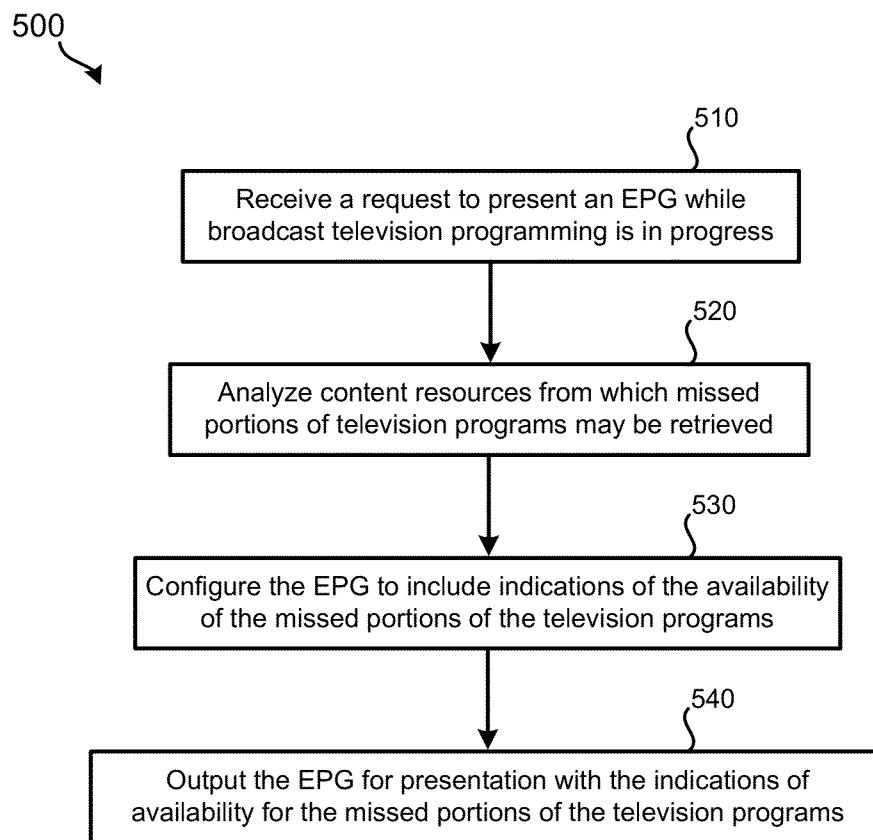 500
510
Receive a request to present an EPG while
broadcast television programming is in progress
520
Analyze content resources from which missed
portions of television programs may be retrieved
530
Configure the EPG to include indications of the availability
of the missed portions of the television programs
540
Output the EPG for presentation with the indications of
availability for the missed portions of the television programs